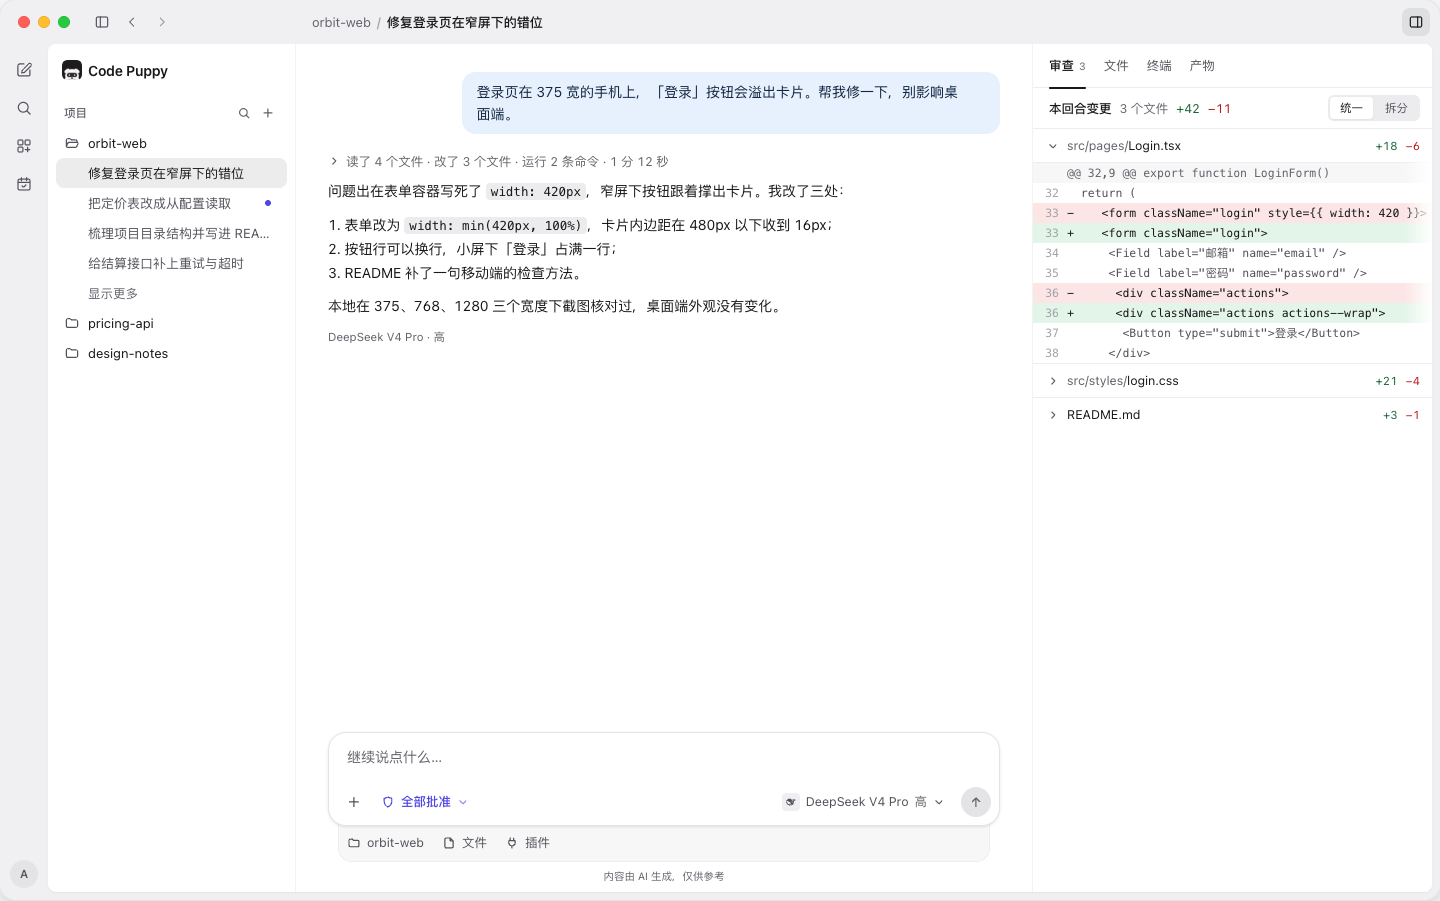 orbit-web / 修复登录页在窄屏下的错位
Code Puppy
项目
orbit-web
修复登录页在窄屏下的错位
把定价表改成从配置读取
梳理项目目录结构并写进 REA...
给结算接口补上重试与超时
显示更多
pricing-api
design-notes
A
登录页在 375 宽的手机上，「登录」按钮会溢出卡片。帮我修一下，别影响桌
面端。
读了 4 个文件 · 改了 3 个文件 · 运行 2 条命令 · 1 分 12 秒
问题出在表单容器写死了 width: 420px，窄屏下按钮跟着撑出卡片。我改了三处：
1. 表单改为 width: min(420px, 100%)，卡片内边距在 480px 以下收到 16px；
2. 按钮行可以换行，小屏下「登录」占满一行；
3. README 补了一句移动端的检查方法。
本地在 375、768、1280 三个宽度下截图核对过，桌面端外观没有变化。
DeepSeek V4 Pro · 高
继续说点什么...
全部批准
DeepSeek V4 Pro 高
orbit-web 文件 插件
内容由 AI 生成，仅供参考
审查 3 文件 终端 产物
本回合变更 3 个文件 +42 −11 统一 拆分
src/pages/Login.tsx +18 −6
@@ 32,9 @@ export function LoginForm()
32 return (
33 − <form className="login" style={{ width: 420 }}>
33 + <form className="login">
34 <Field label="邮箱" name="email" />
35 <Field label="密码" name="password" />
36 − <div className="actions">
36 + <div className="actions actions--wrap">
37 <Button type="submit">登录</Button>
38 </div>
src/styles/login.css +21 −4
README.md +3 −1